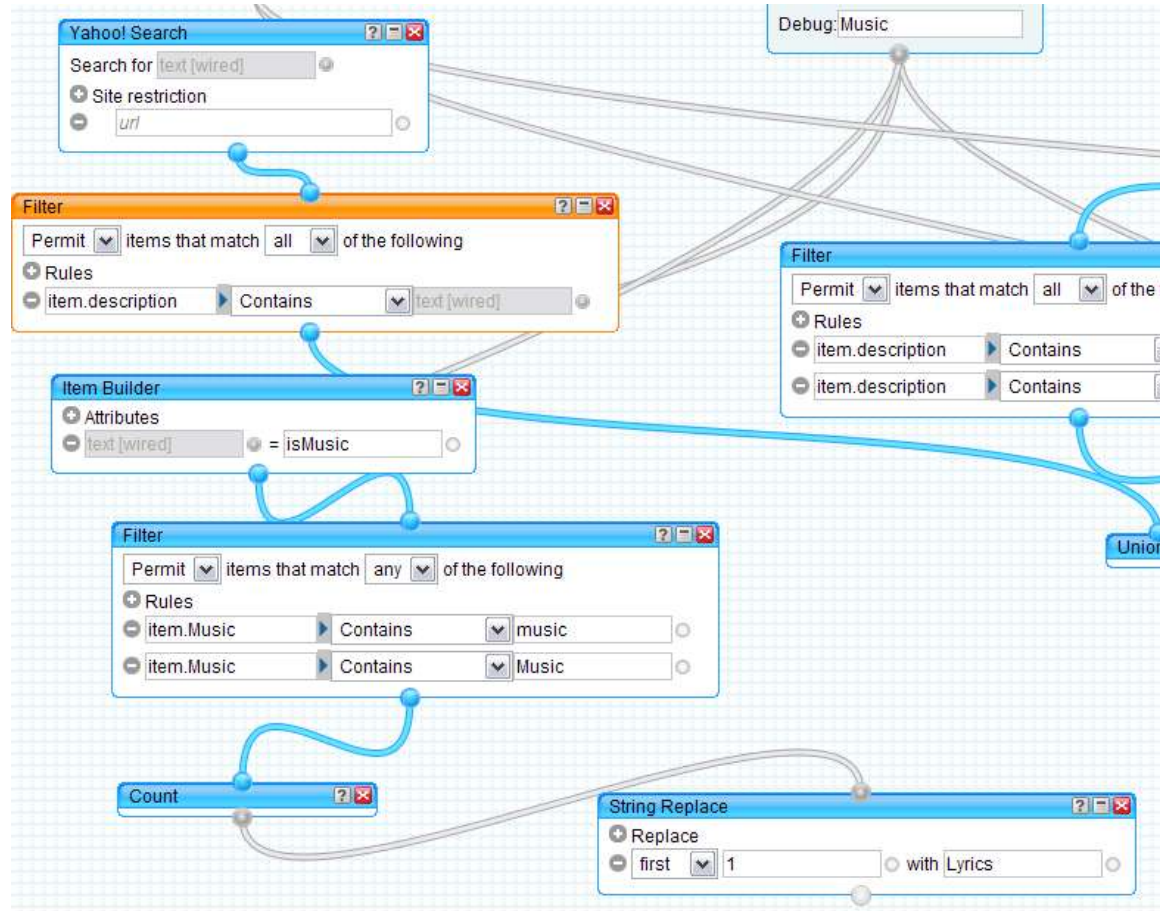 Yahoo! Search
Search for text [wired]
Site restriction
url
Debug: Music
Filter
Permit items that match all of the following
Rules
item.description Contains text [wired]
Filter
Permit items that match all of the
Rules
item.description Contains
item.description Contains
Item Builder
Attributes
text [wired] = isMusic
Filter
Permit items that match any of the following
Rules
item.Music Contains music
item.Music Contains Music
Union
Count
String Replace
Replace
first 1 with Lyrics